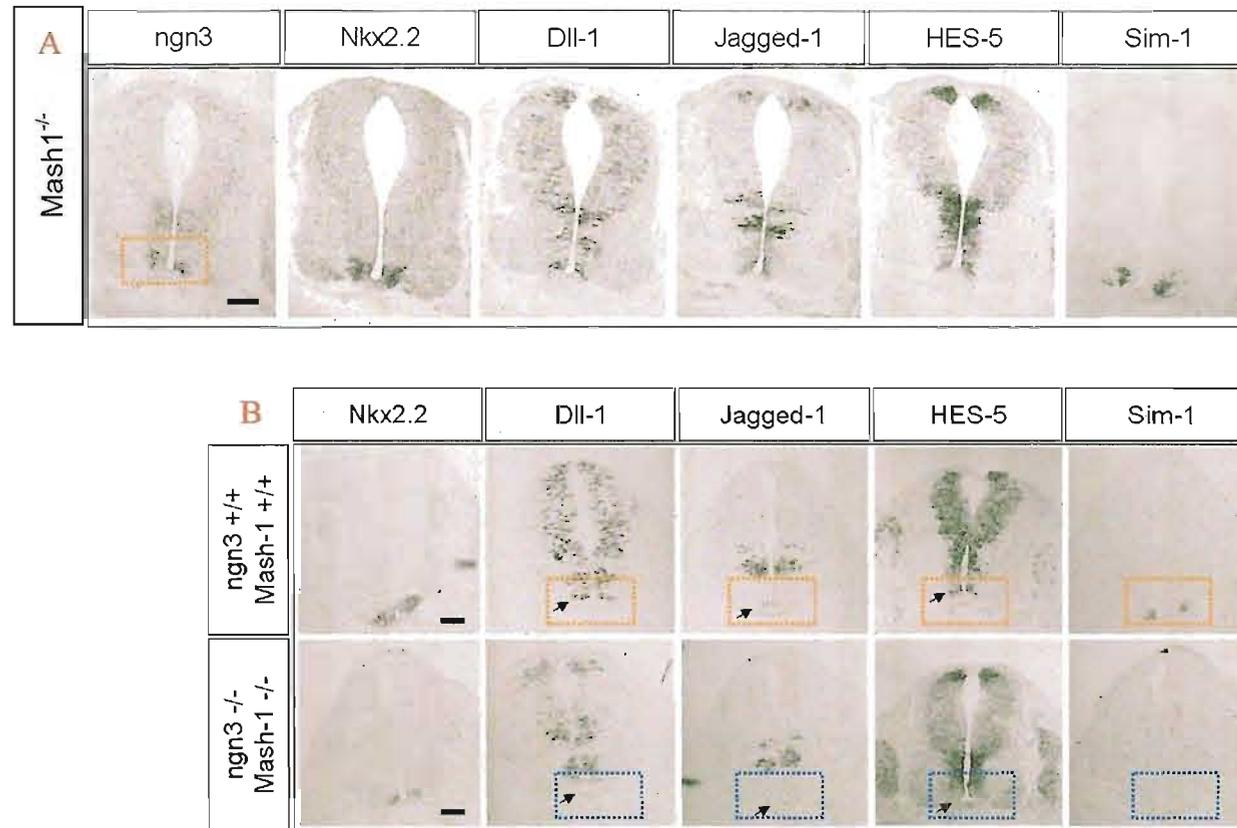 A
ngn3 Nkx2.2 Dll-1 Jagged-1 HES-5 Sim-1
Mash1-/-
B
Nkx2.2 Dll-1 Jagged-1 HES-5 Sim-1
ngn3 +/+
Mash-1 +/+
ngn3 -/-
Mash-1 -/-